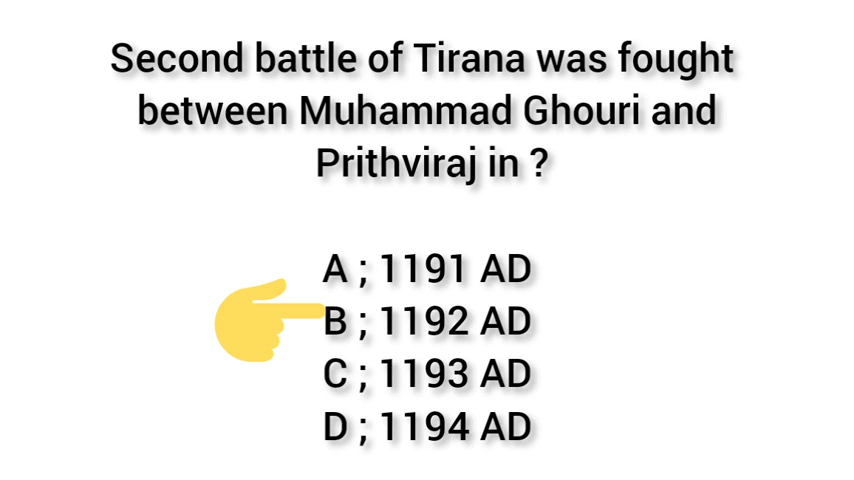 Second battle of Tirana was fought
between Muhammad Ghouri and
Prithviraj in ?
A ; 1191 AD
B ; 1192 AD
C ; 1193 AD
D ; 1194 AD